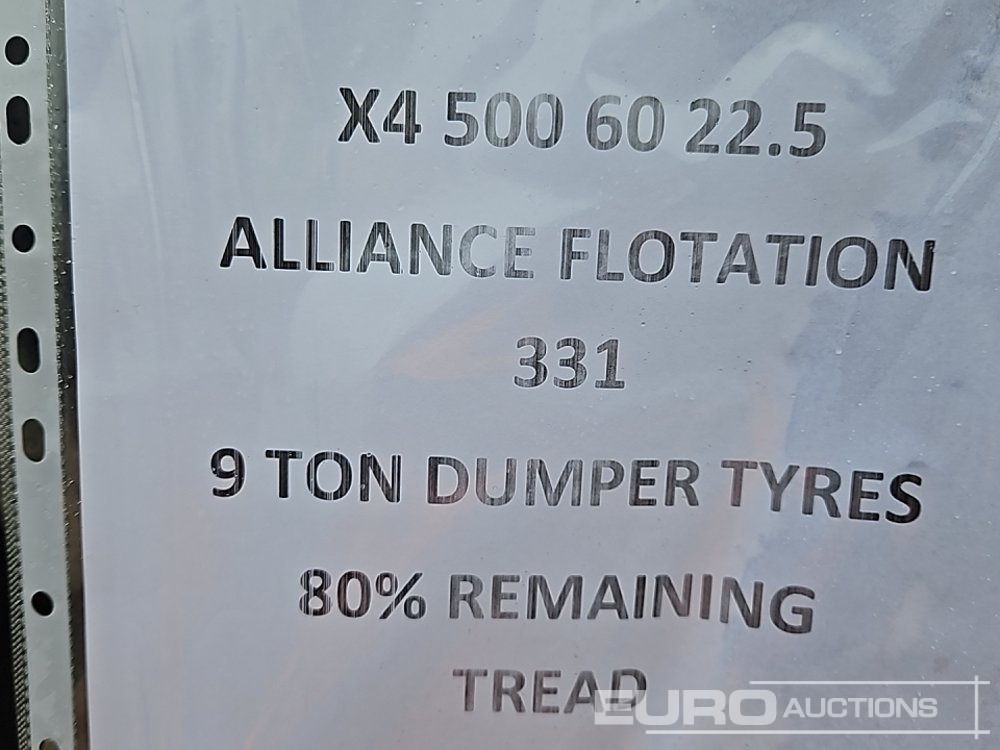 X4 500 60 22.5
ALLIANCE FLOTATION
331
9 TON DUMPER TYRES
80% REMAINING
TREAD
EURO AUCTIONS